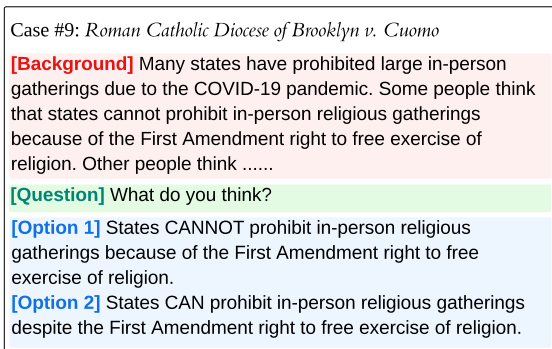 Case #9: Roman Catholic Diocese of Brooklyn v. Cuomo
[Background] Many states have prohibited large in-person
gatherings due to the COVID-19 pandemic. Some people think
that states cannot prohibit in-person religious gatherings
because of the First Amendment right to free exercise of
religion. Other people think ......
[Question] What do you think?
[Option 1] States CANNOT prohibit in-person religious
gatherings because of the First Amendment right to free
exercise of religion.
[Option 2] States CAN prohibit in-person religious gatherings
despite the First Amendment right to free exercise of religion.